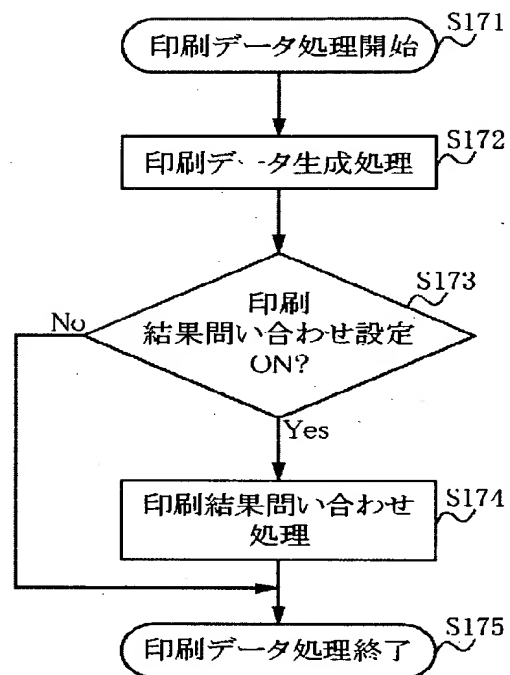 S171
印刷データ処理開始
S172
印刷データ生成処理
S173
印刷
結果問い合わせ設定
ON?
No
Yes
S174
印刷結果問い合わせ
処理
S175
印刷データ処理終了